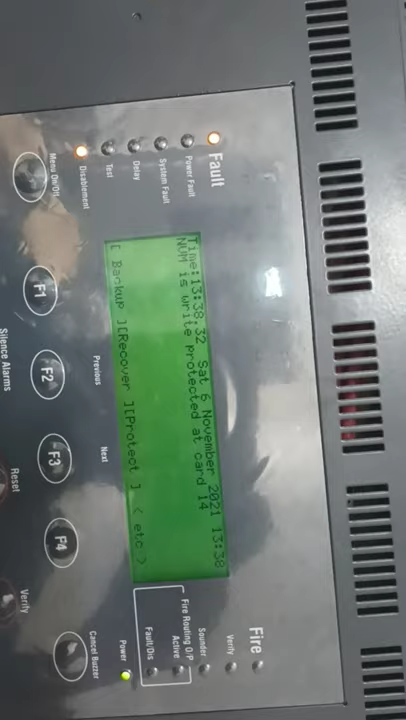 Fault
Power Fault
System Fault
Delay
Test
Disablement
Menu On/Off
Time:13:38:32 Sat 6 November 2021 13:38
NVM is write protected at card 14
[ Backup ][Recover ][Protect ] < etc >
Fire
Verify
Sounder
Fire Routing O/P
Active
Fault/Dis
Power
Previous
Next
Cancel Buzzer
F1
F2
F3
F4
Silence Alarms
Reset
Verify